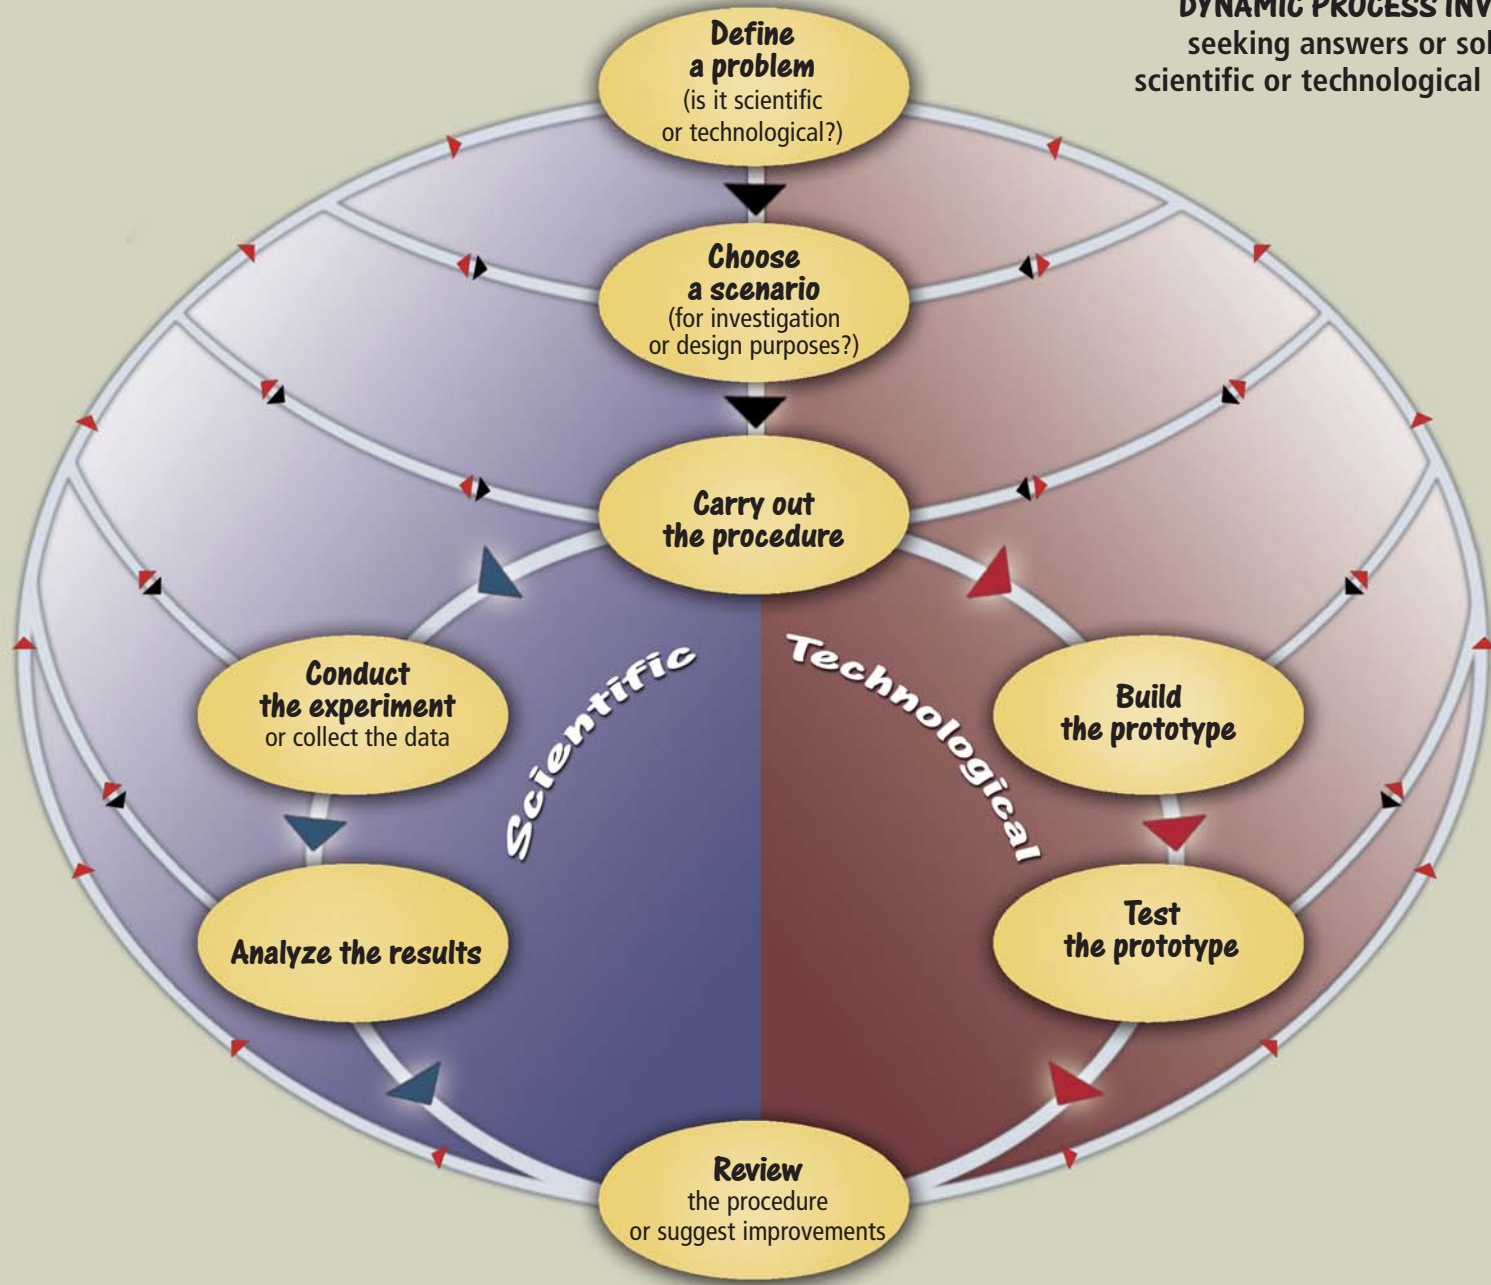 DYNAMIC PROCESS
seeking answers or
scientific or technological
Define
a problem
(is it scientific
or technological?)
Choose
a scenario
(for investigation
or design purposes?)
Carry out
the procedure
Scientific
Technological
Conduct
the experiment
or collect the data
Build
the prototype
Analyze the results
Test
the prototype
Review
the procedure
or suggest improvements